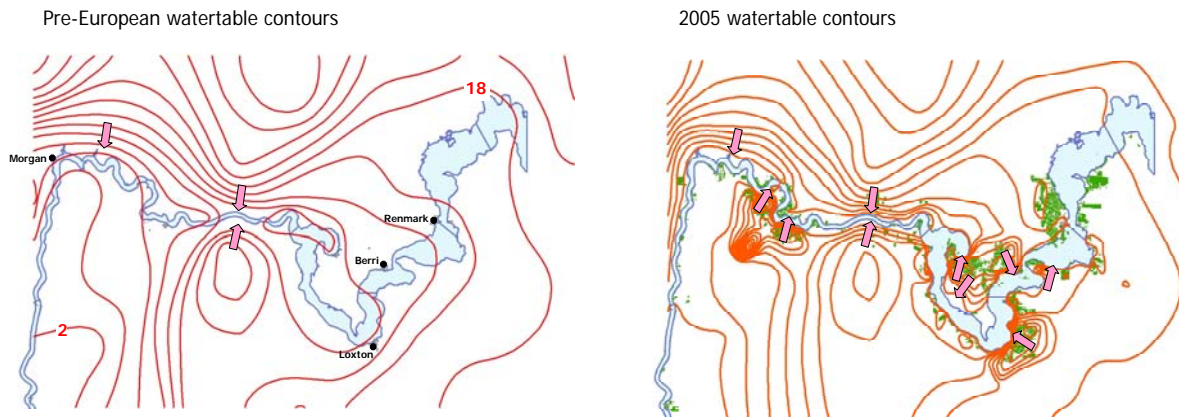 Pre-European watertable contours
2005 watertable contours
18
Morgan
Renmark
Berri
2
Loxton